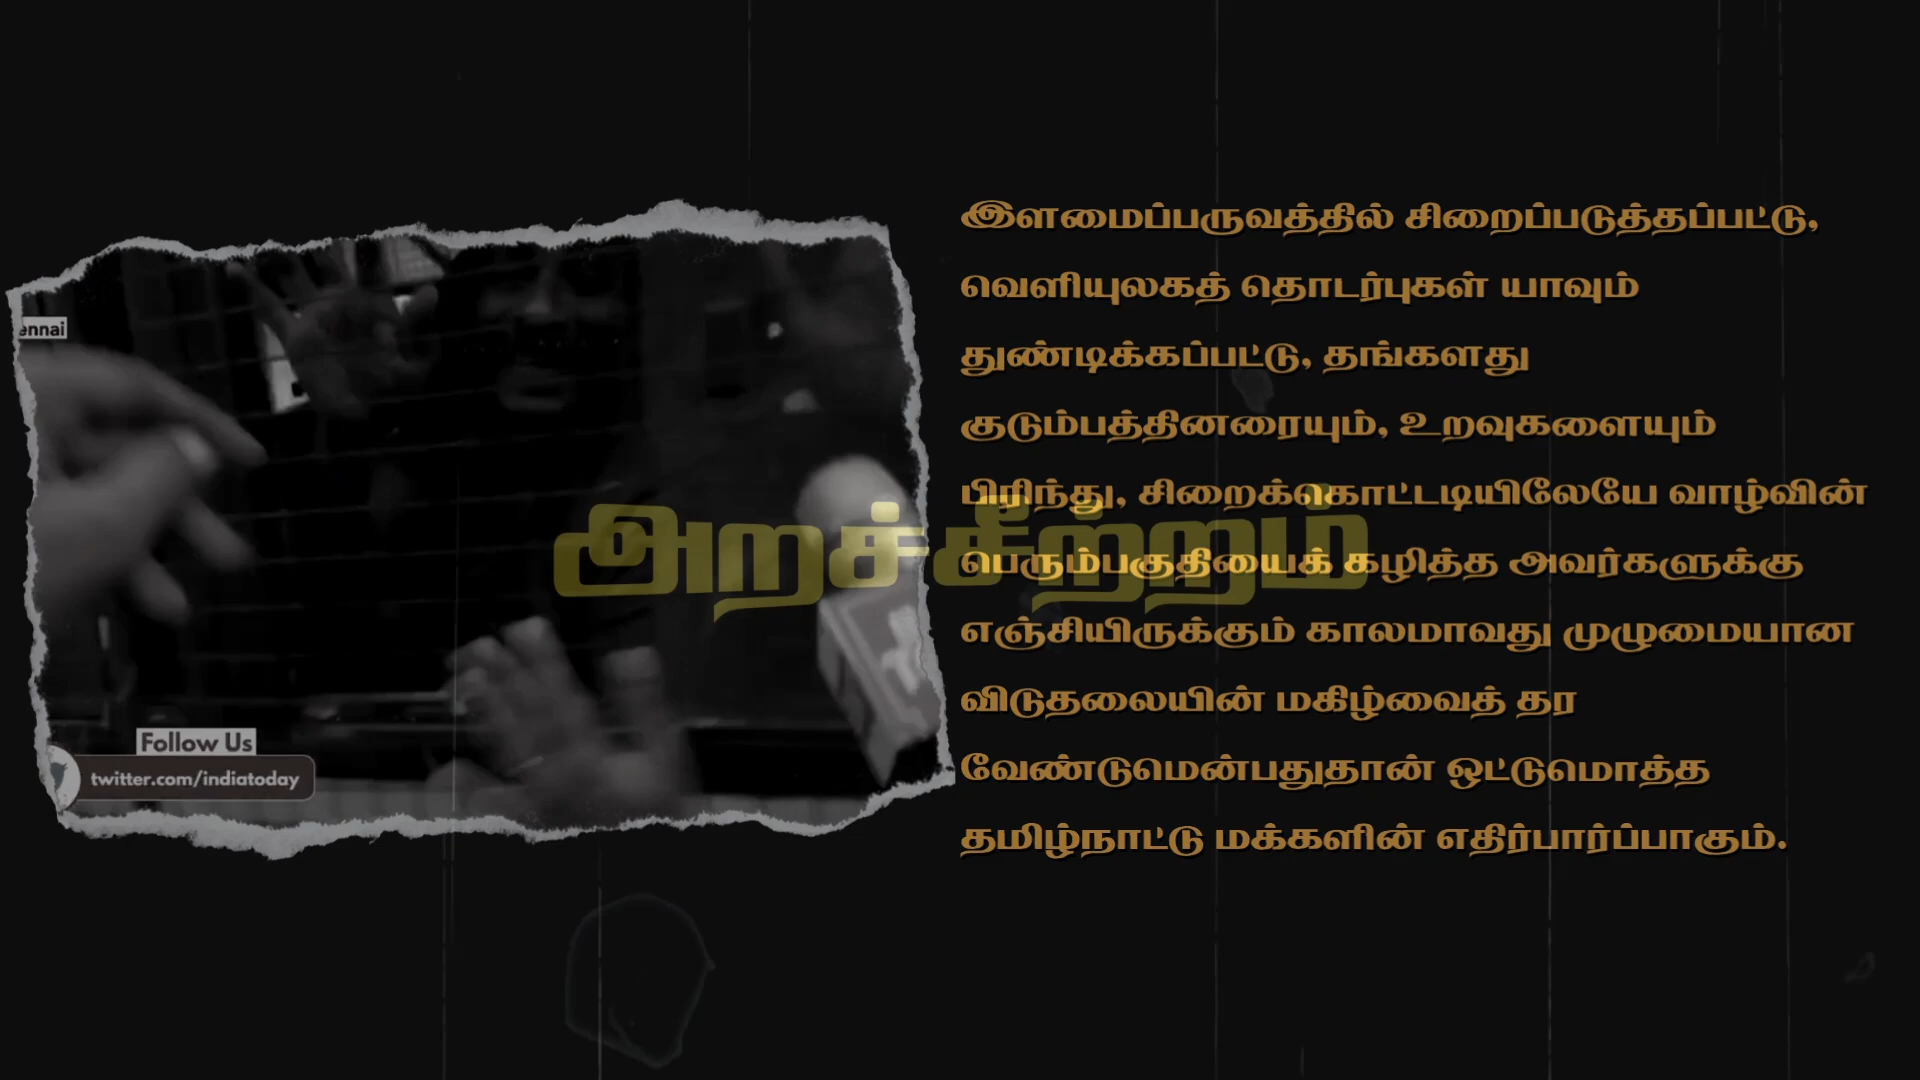 ennai
Follow Us
twitter.com/indiatoday
அறச்சீற்றம்
இளமைப்பருவத்தில் சிறைப்படுத்தப்பட்டு,
வெளியுலகத் தொடர்புகள் யாவும்
துண்டிக்கப்பட்டு, தங்களது
குடும்பத்தினரையும், உறவுகளையும்
பிரிந்து, சிறைக்கொட்டடியிலேயே வாழ்வின்
பெரும்பகுதியைக் கழித்த அவர்களுக்கு
எஞ்சியிருக்கும் காலமாவது முழுமையான
விடுதலையின் மகிழ்வைத் தர
வேண்டுமென்பதுதான் ஒட்டுமொத்த
தமிழ்நாட்டு மக்களின் எதிர்பார்ப்பாகும்.